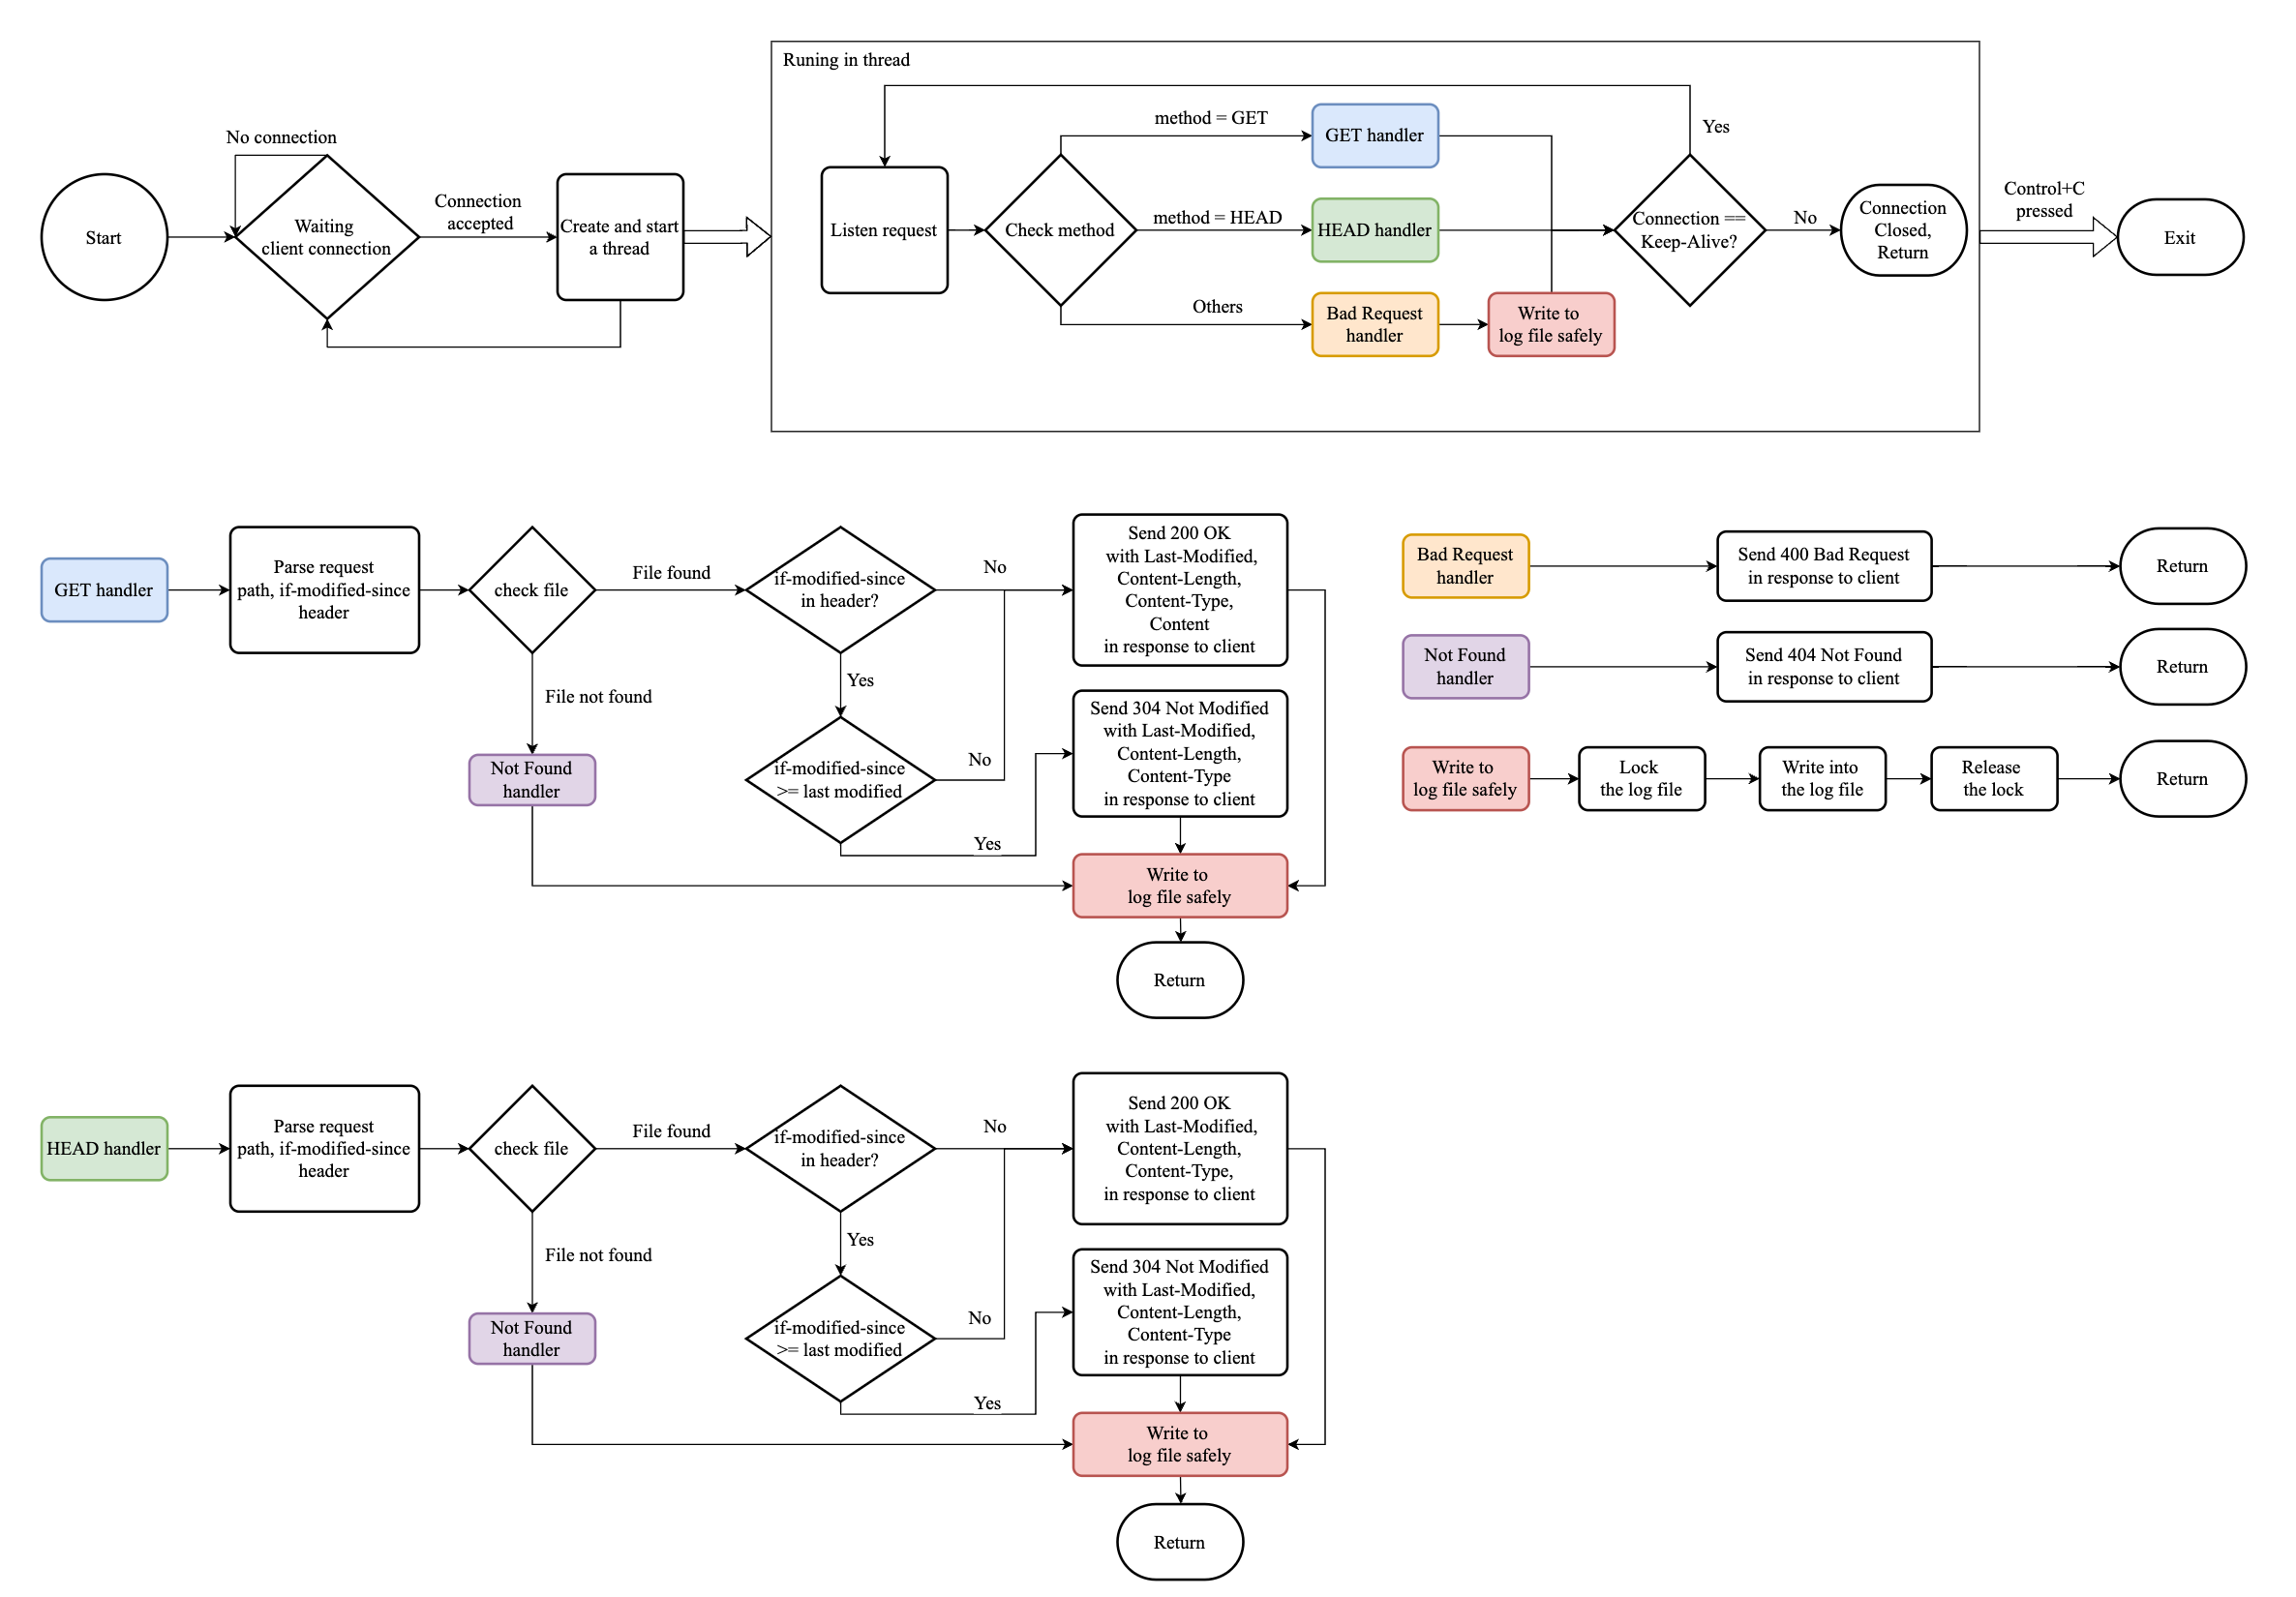 Runing in thread
No connection
Start
Waiting
client connection
Connection
accepted
Create and start
a thread
Listen request
Check method
method = GET
GET handler
method = HEAD
HEAD handler
Others
Bad Request
handler
Write to
log file safely
Connection ==
Keep-Alive?
Yes
No
Connection
Closed,
Return
Control+C
pressed
Exit
GET handler
Parse request
path, if-modified-since
header
check file
File found
File not found
Not Found
handler
if-modified-since
in header?
No
Yes
if-modified-since
>= last modified
No
Yes
Send 200 OK
with Last-Modified,
Content-Length,
Content-Type,
Content
in response to client
Send 304 Not Modified
with Last-Modified,
Content-Length,
Content-Type
in response to client
Write to
log file safely
Return
Bad Request
handler
Send 400 Bad Request
in response to client
Return
Not Found
handler
Send 404 Not Found
in response to client
Return
Write to
log file safely
Lock
the log file
Write into
the log file
Release
the lock
Return
HEAD handler
Parse request
path, if-modified-since
header
check file
File found
File not found
Not Found
handler
if-modified-since
in header?
No
Yes
if-modified-since
>= last modified
No
Yes
Send 200 OK
with Last-Modified,
Content-Length,
Content-Type,
in response to client
Send 304 Not Modified
with Last-Modified,
Content-Length,
Content-Type
in response to client
Write to
log file safely
Return